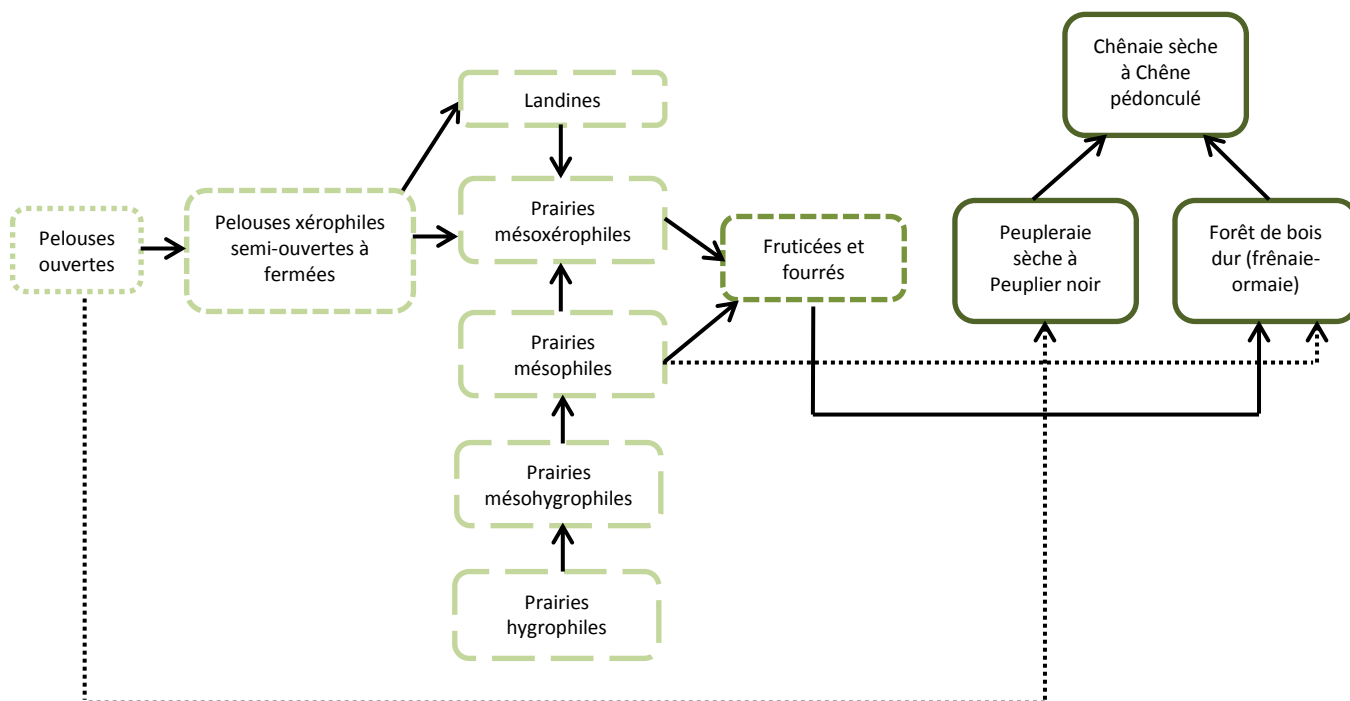 Chênaie sèche
à Chêne
pédonculé
Landines
Pelouses
ouvertes
Pelouses xérophiles
semi-ouvertes à
fermées
Prairies
mésoxérophiles
Fruticées et
fourrés
Peupleraie
sèche à
Peuplier noir
Forêt de bois
dur (frênaie-
ormaie)
Prairies
mésophiles
Prairies
mésohygrophiles
Prairies
hygrophiles